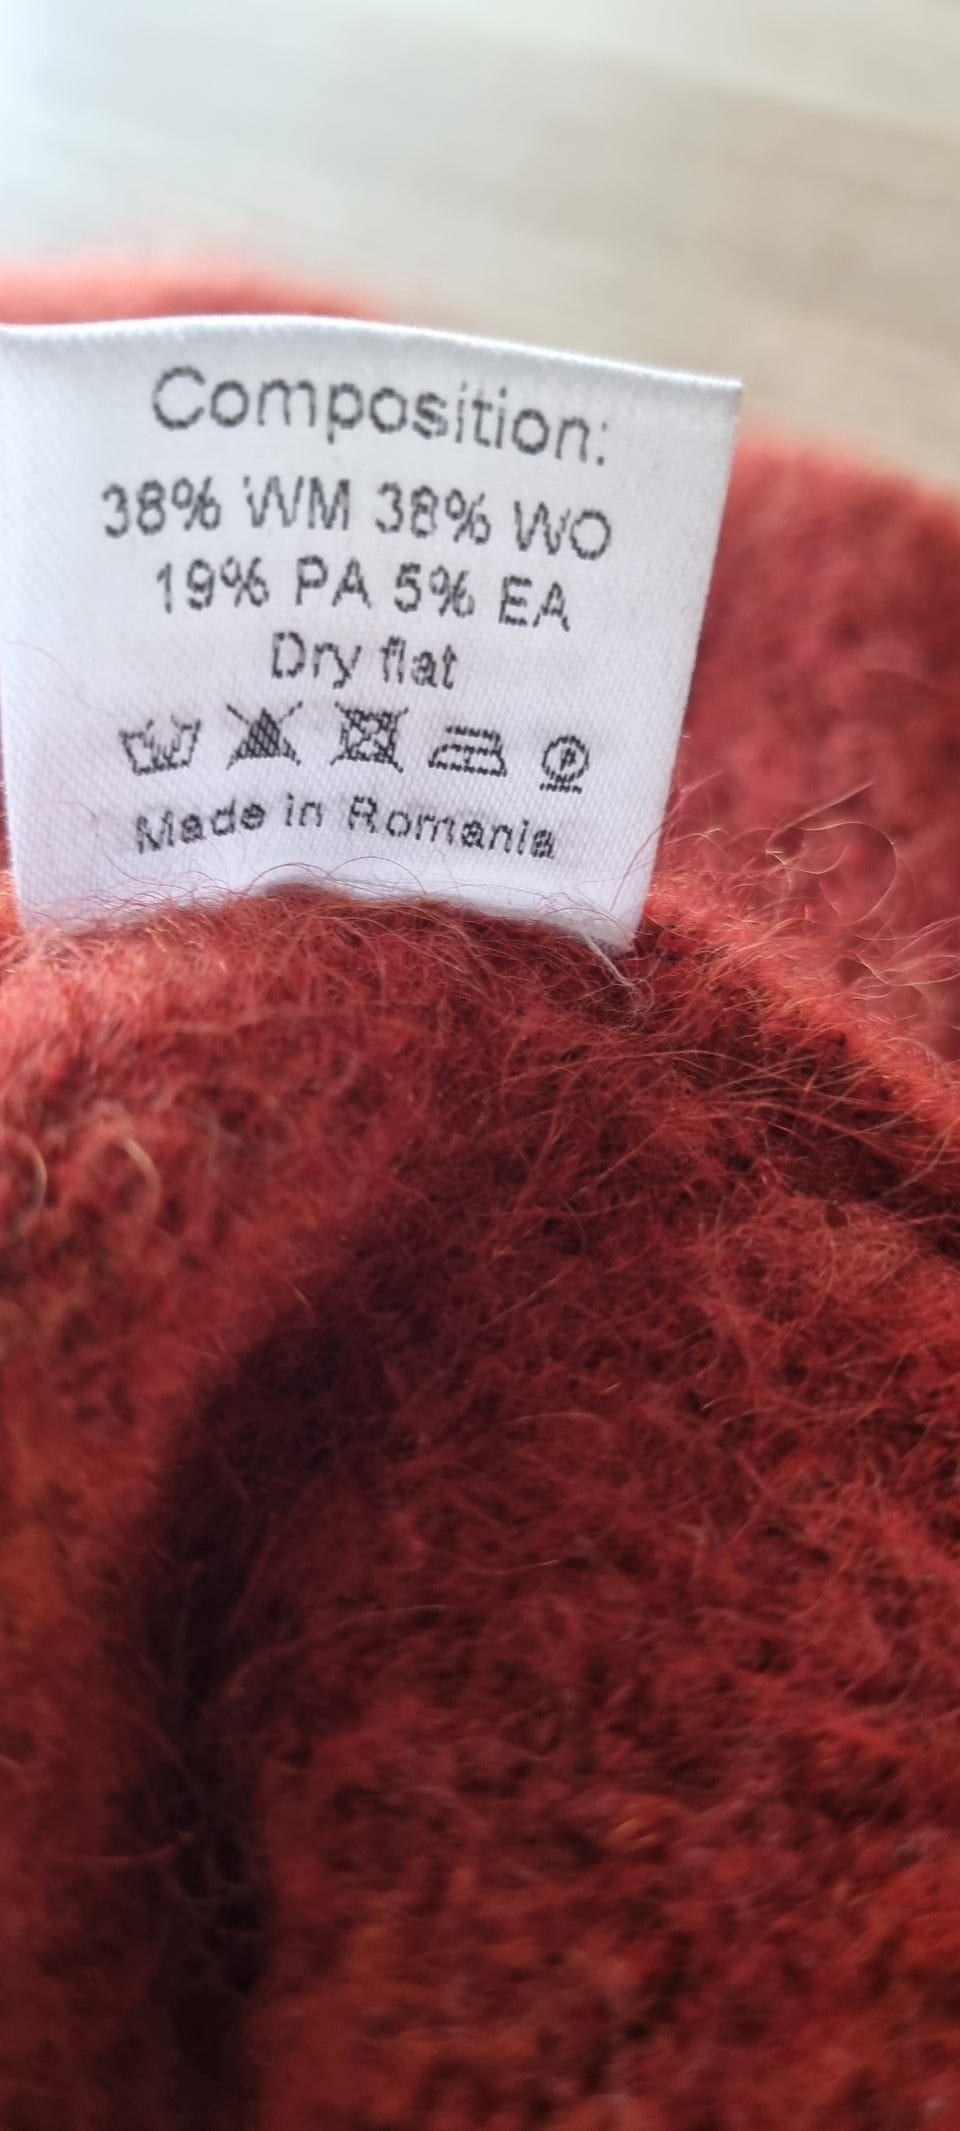 Composition:
38% WM 38% WO
19% PA 5% EA
Dry flat
P
Made in Romania